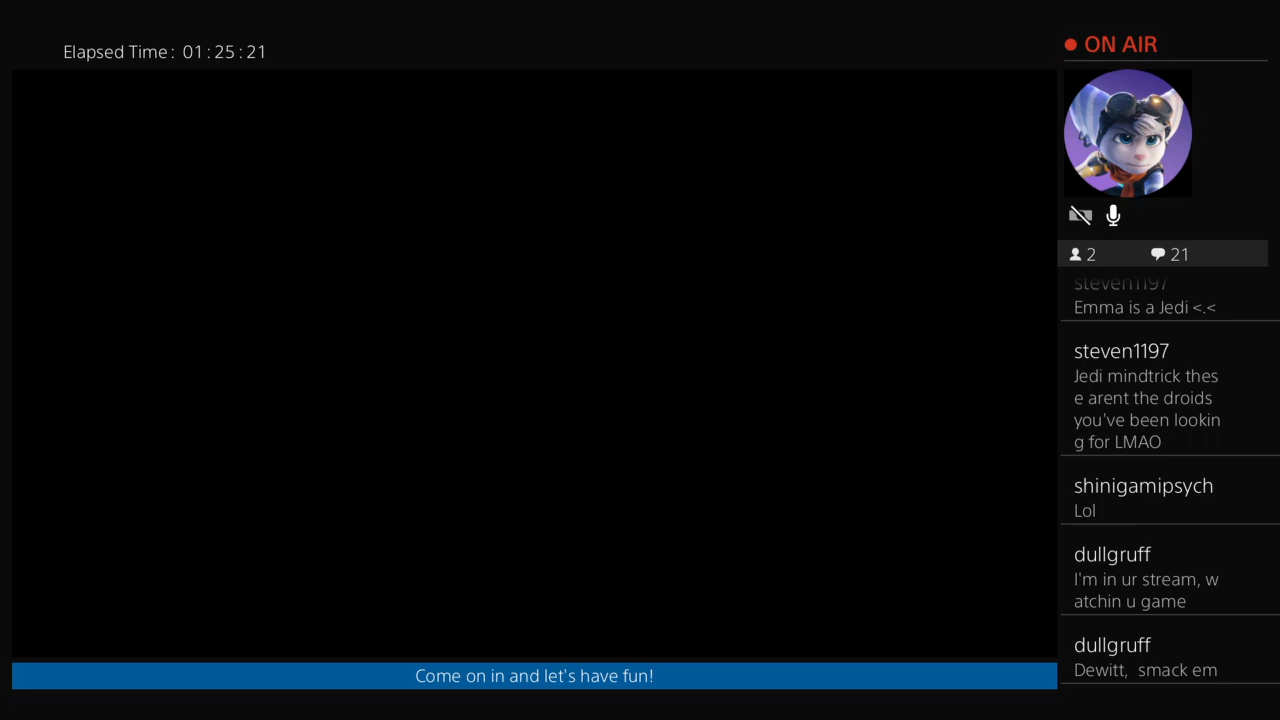 Elapsed Time: 01:25:21
ON AIR
2
21
steven1197
Emma is a Jedi <.<
steven1197
Jedi mindtrick thes
e arent the droids
you've been lookin
g for LMAO
shinigamipsych
Lol
dullgruff
I'm in ur stream, w
atchin u game
dullgruff
Dewitt, smack em
Come on in and let's have fun!